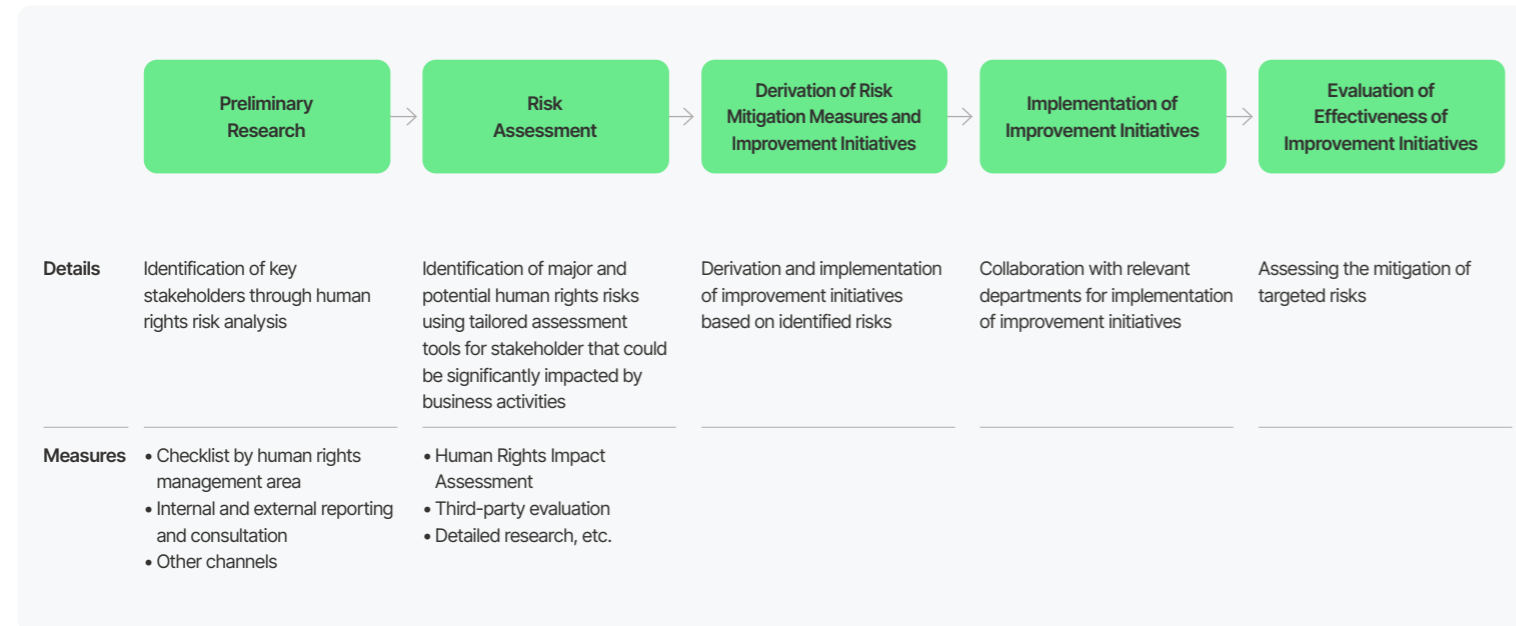 Preliminary
Research
Risk
Assessment
Derivation of Risk
Mitigation Measures and
Improvement Initiatives
Implementation of
Improvement Initiatives
Evaluation of
Effectiveness of
Improvement Initiatives
Details
Identification of key
stakeholders through human
rights risk analysis
Identification of major and
potential human rights risks
using tailored assessment
tools for stakeholder that could
be significantly impacted by
business activities
Derivation and implementation
of improvement initiatives
based on identified risks
Collaboration with relevant
departments for implementation
of improvement initiatives
Assessing the mitigation of
targeted risks
Measures
• Checklist by human rights
management area
• Internal and external reporting
and consultation
• Other channels
• Human Rights Impact
Assessment
• Third-party evaluation
• Detailed research, etc.